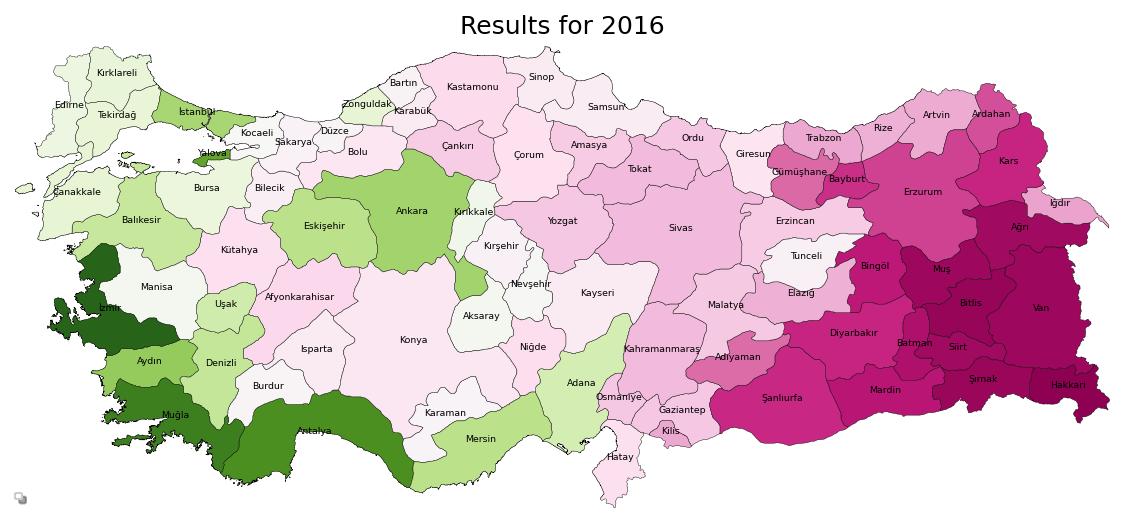 Results for 2016
Kırklareli
Edirne
Tekirdağ
İstanbul
Zonguldak
Bartın
Karabük
Kastamonu
Sinop
Samsun
Kocaeli
Sakarya
Düzce
Bolu
Çankırı
Çorum
Amasya
Ordu
Giresun
Trabzon
Rize
Artvin
Ardahan
Kars
Iğdır
Yalova
Çanakkale
Balıkesir
Bursa
Bilecik
Eskişehir
Ankara
Kırıkkale
Kırşehir
Yozgat
Tokat
Sivas
Gümüşhane
Bayburt
Erzincan
Erzurum
Ağrı
Kütahya
Manisa
İzmir
Uşak
Afyonkarahisar
Konya
Aksaray
Nevşehir
Kayseri
Malatya
Tunceli
Elazığ
Bingöl
Muş
Bitlis
Van
Aydın
Denizli
Isparta
Burdur
Niğde
Adana
Kahramanmaraş
Adıyaman
Diyarbakır
Batman
Siirt
Şırnak
Hakkari
Mardin
Şanlıurfa
Muğla
Antalya
Karaman
Mersin
Osmaniye
Gaziantep
Kilis
Hatay